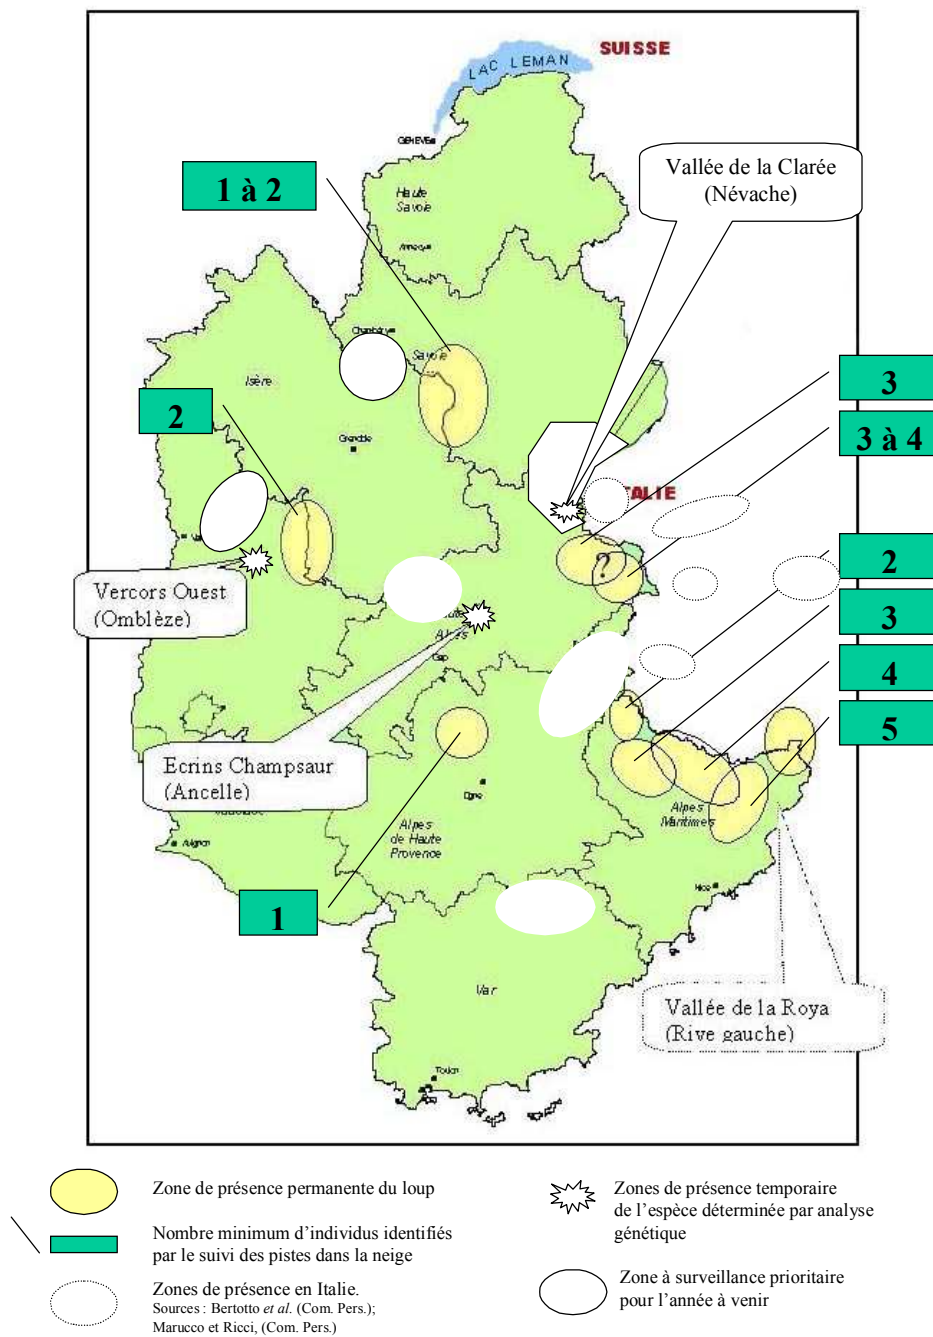 SUISSE
LAC LEMAN
GENEVE
Vallée de la Clarée
(Névache)
1 à 2
Haute
Savoie
Annecy
Chambéry
Savoie
Isère
3
2
Grenoble
3 à 4
ITALIE
?
2
Vercors Ouest
(Omblèze)
3
Alpes
Gap
4
5
Ecrins Champsaur
(Ancelle)
Digne
Alpes
Maritimes
Alpes
de Haute
Provence
Avignon
Nice
1
Var
Vallée de la Roya
(Rive gauche)
Toulon
Zone de présence permanente du loup
Nombre minimum d'individus identifiés
par le suivi des pistes dans la neige
Zones de présence en Italie.
Sources : Bertotto et al. (Com. Pers.);
Marucco et Ricci, (Com. Pers.)
Zones de présence temporaire
de l'espèce déterminée par analyse
génétique
Zone à surveillance prioritaire
pour l'année à venir